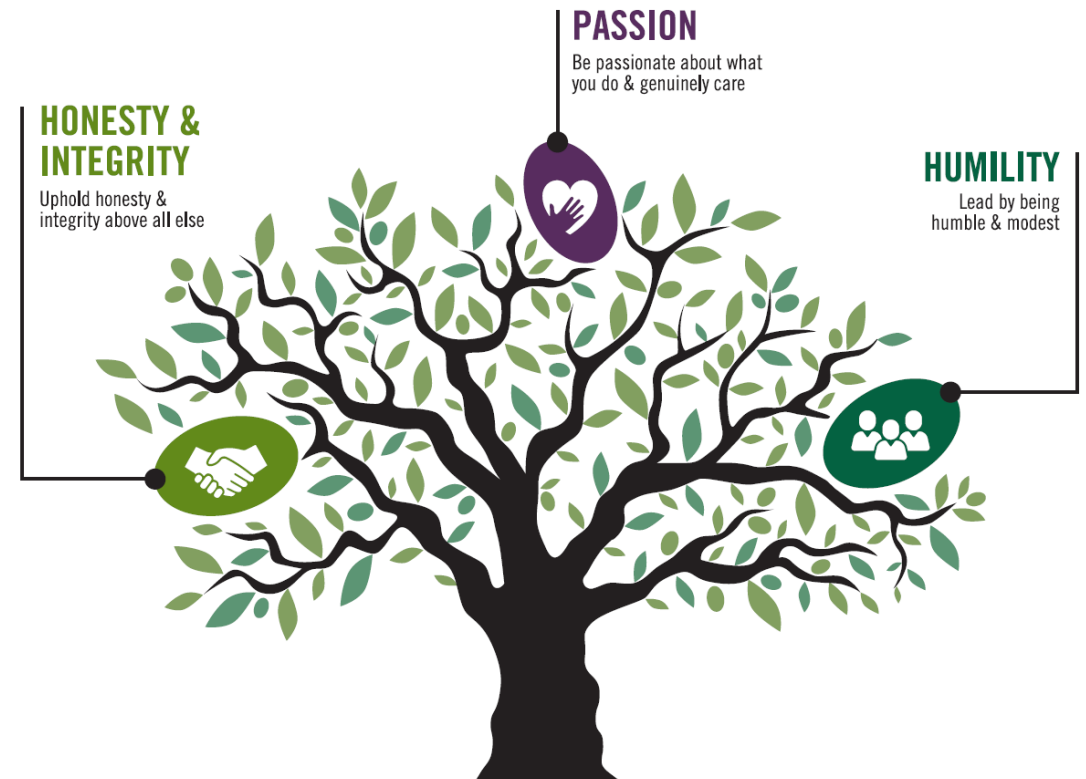 PASSION
Be passionate about what
you do & genuinely care
HONESTY &
INTEGRITY
Uphold honesty &
integrity above all else
HUMILITY
Lead by being
humble & modest